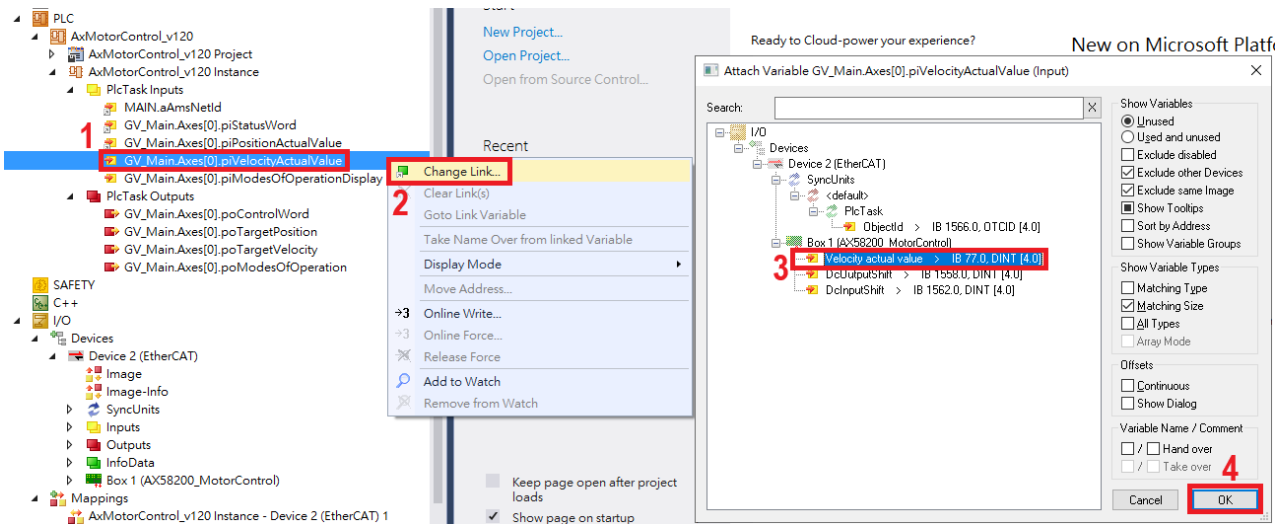 PLC
AxMotorControl_v120
AxMotorControl_v120 Project
AxMotorControl_v120 Instance
PlcTask Inputs
MAIN.aAmsNetId
GV_Main.Axes[0].piStatusWord
1
GV_Main.Axes[0].piPositionActualValue
GV_Main.Axes[0].piVelocityActualValue
GV_Main.Axes[0].piModesOfOperationDisplay
PlcTask Outputs
GV_Main.Axes[0].poControlWord
GV_Main.Axes[0].poTargetPosition
GV_Main.Axes[0].poTargetVelocity
GV_Main.Axes[0].poModesOfOperation
SAFETY
C++
I/O
Devices
Device 2 (EtherCAT)
Image
Image-Info
SyncUnits
Inputs
Outputs
InfoData
Box 1 (AX58200_MotorControl)
Mappings
AxMotorControl_v120 Instance - Device 2 (EtherCAT) 1
Start
New Project...
Open Project...
Open from Source Control...
Recent
2
Change Link...
Clear Link(s)
Goto Link Variable
Take Name Over from linked Variable
Display Mode
Move Address...
Online Write...
Online Force...
Release Force
Add to Watch
Remove from Watch
Keep page open after project
loads
Show page on startup
Ready to Cloud-power your experience?
New on Microsoft Platfo
Attach Variable GV_Main.Axes[0].piVelocityActualValue (Input)
Search:
X
I/O
Devices
Device 2 (EtherCAT)
SyncUnits
<default>
PlcTask
ObjectId > IB 1566.0, OTCID [4.0]
Box 1 (AX58200_MotorControl)
3
Velocity actual value > IB 77.0, DINT [4.0]
DcOutputShift > IB 1558.0, DINT [4.0]
DcInputShift > IB 1562.0, DINT [4.0]
Show Variables
Unused
Used and unused
Exclude disabled
Exclude other Devices
Exclude same Image
Show Tooltips
Sort by Address
Show Variable Groups
Show Variable Types
Matching Type
Matching Size
All Types
Array Mode
Offsets
Continuous
Show Dialog
Variable Name / Comment
/ Hand over
/ Take over
4
Cancel
OK